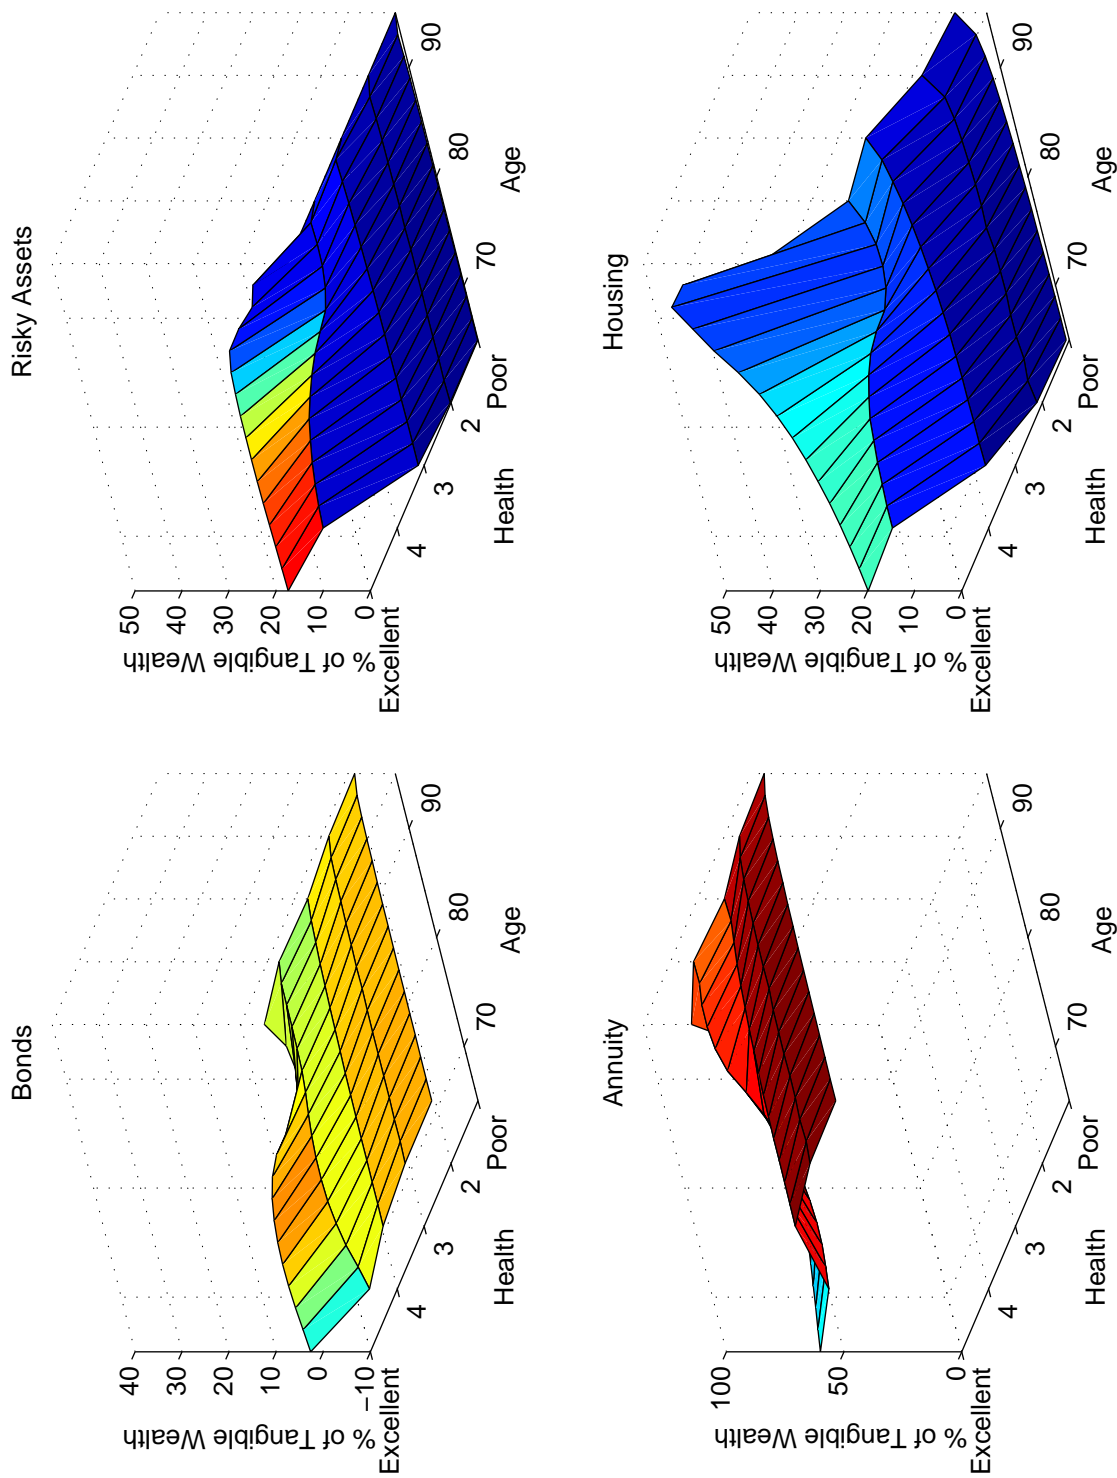 Bonds
% of Tangible Wealth
40
30
20
10
0
−10
Excellent
4
3
2
Poor
Health
70
80
90
Age
Risky Assets
% of Tangible Wealth
50
40
30
20
10
0
Excellent
4
3
2
Poor
Health
70
80
90
Age
Annuity
% of Tangible Wealth
100
50
0
Excellent
4
3
2
Poor
Health
70
80
90
Age
Housing
% of Tangible Wealth
50
40
30
20
10
0
Excellent
4
3
2
Poor
Health
70
80
90
Age